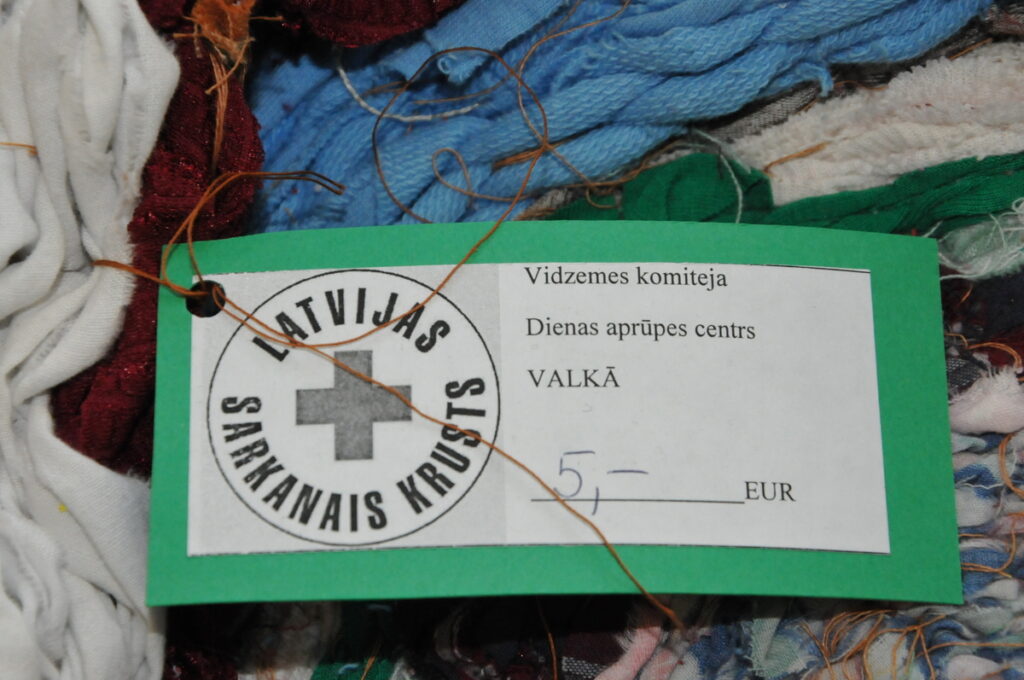 LATVIJAS
SARKANAIS KRUSTS
Vidzemes komiteja
Dienas aprūpes centrs
VALKĀ
5,– EUR